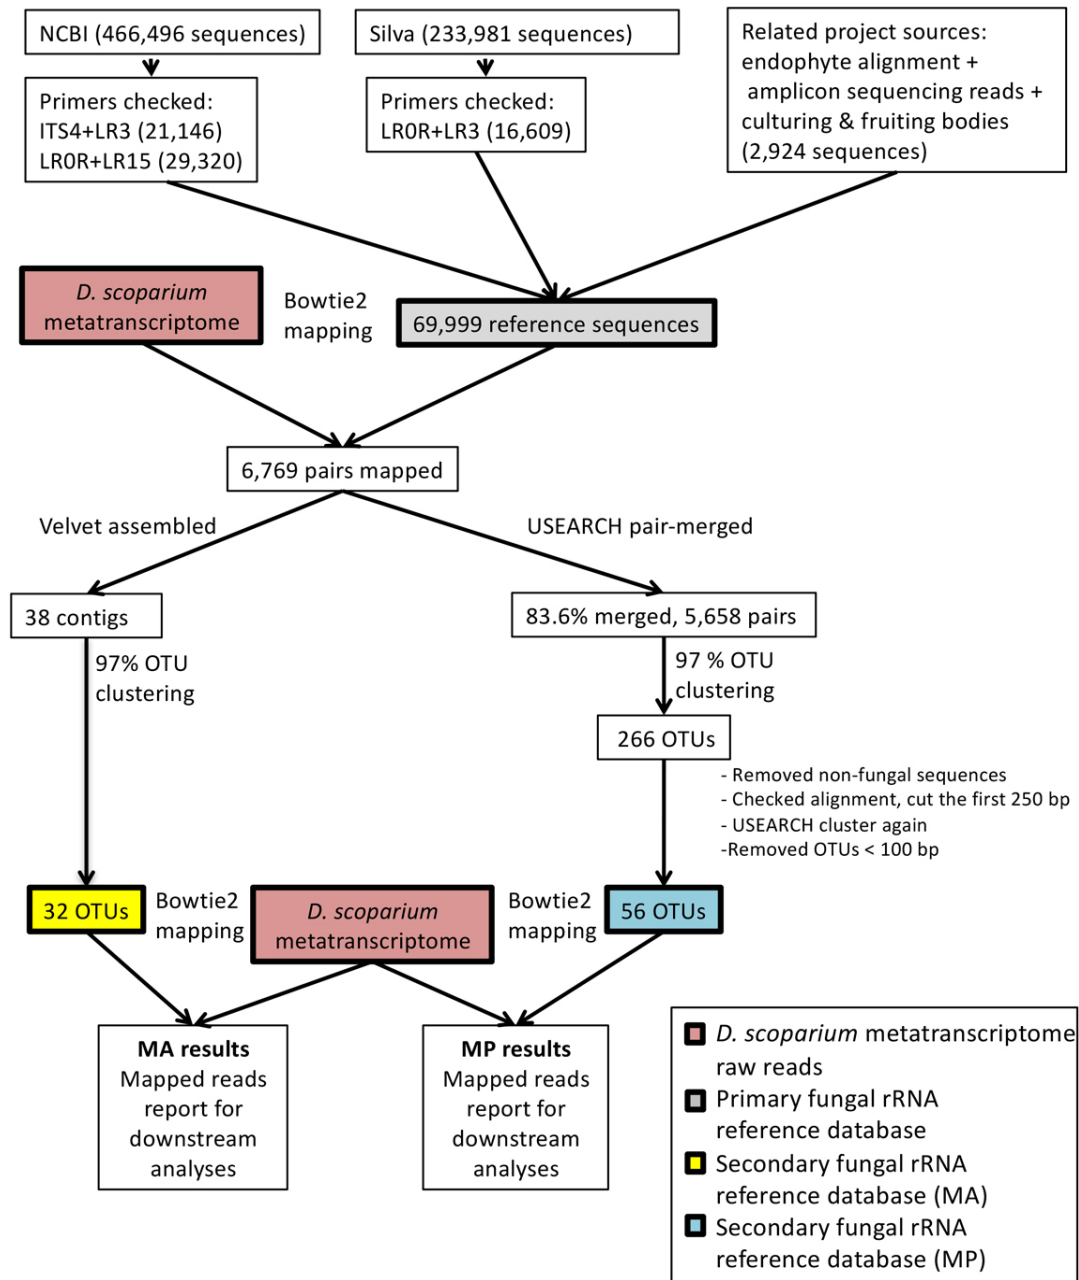 NCBI (466,496 sequences)
Silva (233,981 sequences)
Related project sources:
endophyte alignment +
amplicon sequencing reads +
culturing & fruiting bodies
(2,924 sequences)
Primers checked:
ITS4+LR3 (21,146)
LR0R+LR15 (29,320)
Primers checked:
LR0R+LR3 (16,609)
D. scoparium
metatranscriptome
Bowtie2
mapping
69,999 reference sequences
6,769 pairs mapped
Velvet assembled
USEARCH pair-merged
38 contigs
83.6% merged, 5,658 pairs
97% OTU
clustering
97 % OTU
clustering
266 OTUs
- Removed non-fungal sequences
- Checked alignment, cut the first 250 bp
- USEARCH cluster again
-Removed OTUs < 100 bp
32 OTUs
Bowtie2
mapping
D. scoparium
metatranscriptome
Bowtie2
mapping
56 OTUs
MA results
Mapped reads
report for
downstream
analyses
MP results
Mapped reads
report for
downstream
analyses
D. scoparium metatranscriptome
raw reads
Primary fungal rRNA
reference database
Secondary fungal rRNA
reference database (MA)
Secondary fungal rRNA
reference database (MP)